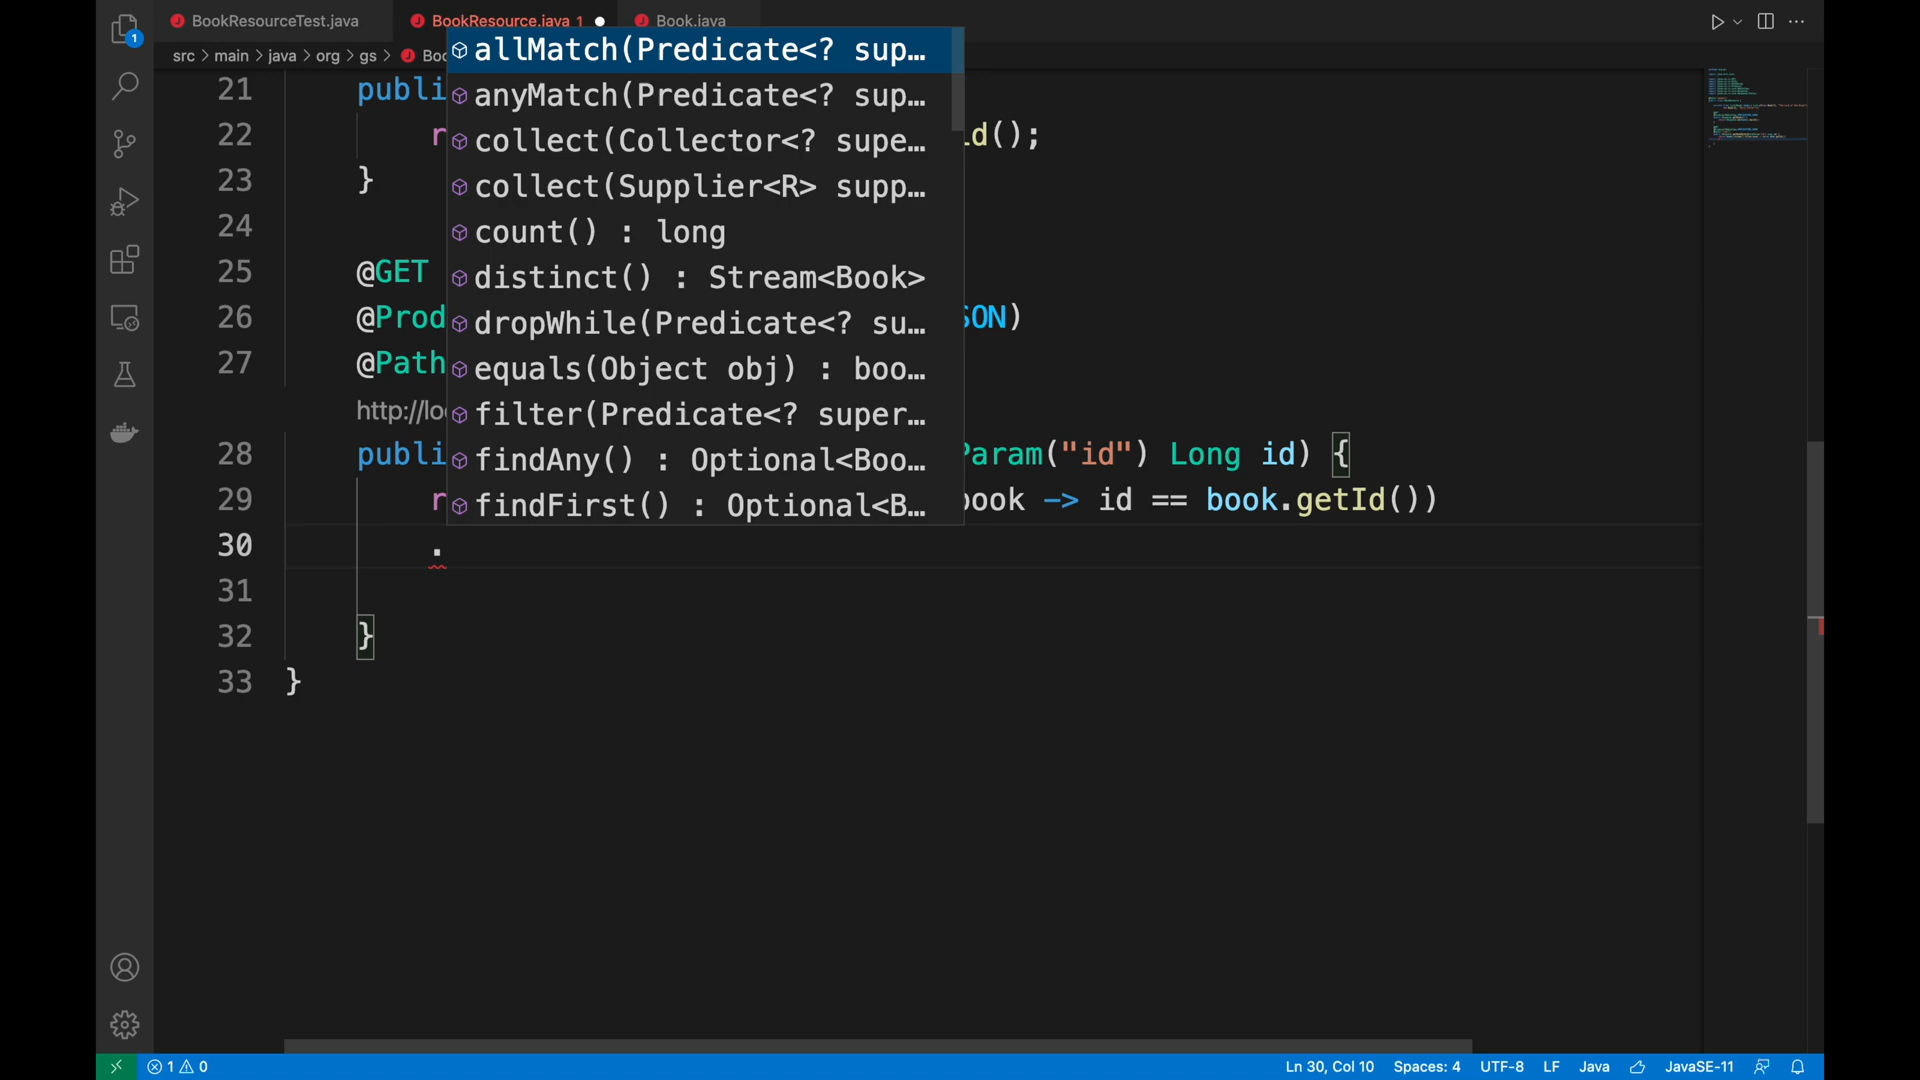 BookResourceTest.java BookResource.java 1 Book.java
src > main > java > org > gs > Boo
allMatch(Predicate<? sup…
anyMatch(Predicate<? sup…
collect(Collector<? supe…
collect(Supplier<R> supp…
count() : long
distinct() : Stream<Book>
dropWhile(Predicate<? su…
equals(Object obj) : boo…
filter(Predicate<? super…
findAny() : Optional<Boo…
findFirst() : Optional<B…
21 publi
22 r d();
23 }
24
25 @GET
26 @Prod SON)
27 @Path
http://lo
28 publi Param("id") Long id) {
29 r book -> id == book.getId())
30 .
31
32 }
33 }
1
1 0 Ln 30, Col 10 Spaces: 4 UTF-8 LF Java JavaSE-11